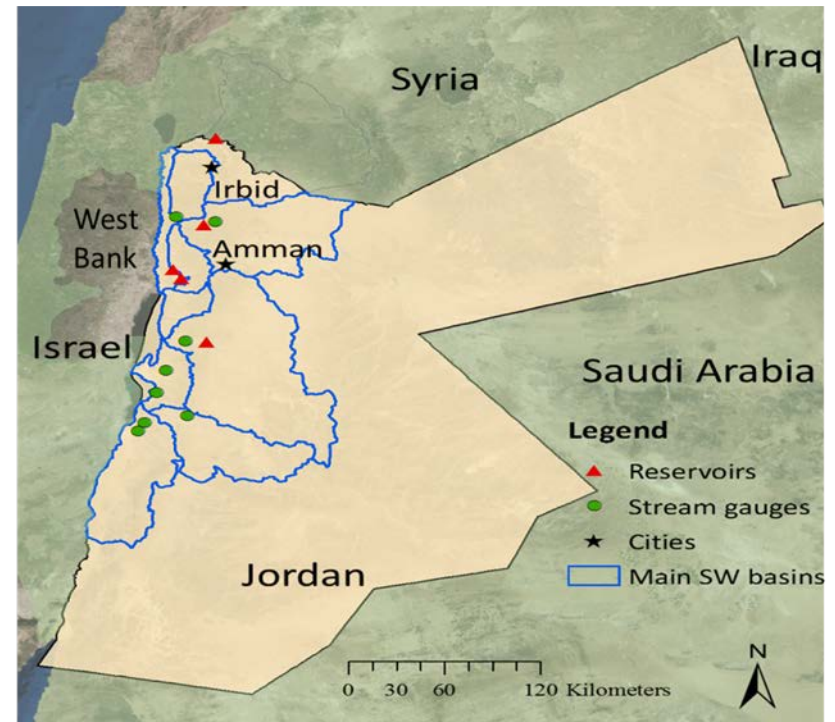 Iraq
Syria
Irbid
West
Bank
Amman
Israel
Saudi Arabia
Legend
Reservoirs
Stream gauges
Cities
Main SW basins
Jordan
N
0 30 60 120 Kilometers